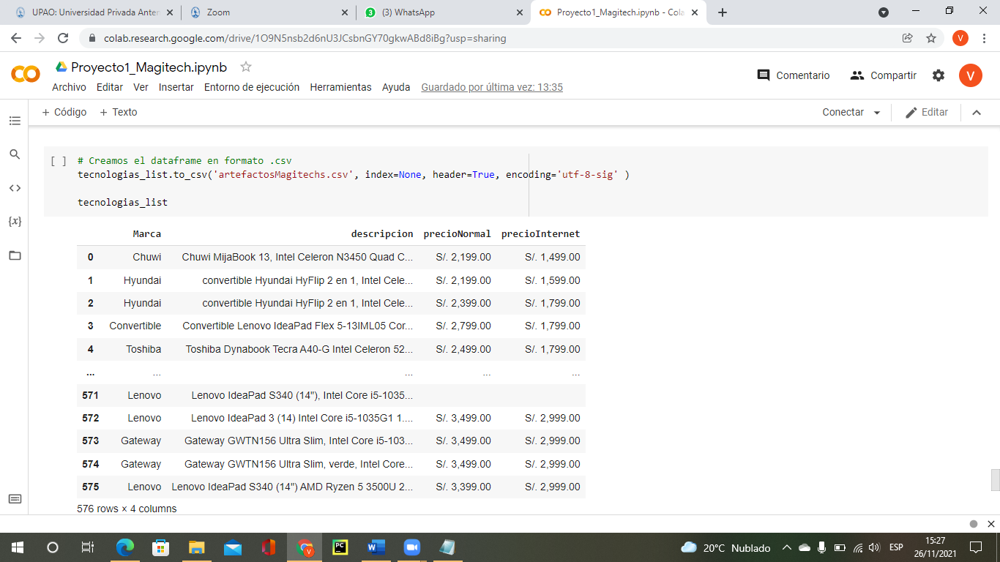 UPAO: Universidad Privada Anten
Zoom
(3) WhatsApp
Proyecto1_Magitech.ipynb - Cola
colab.research.google.com/drive/1O9N5nsb2d6nU3JCsbnGY70gkwABd8iBg?usp=sharing
V
Proyecto1_Magitech.ipynb
Archivo Editar Ver Insertar Entorno de ejecución Herramientas Ayuda Guardado por última vez: 13:35
Comentario Compartir V
+ Código + Texto
Conectar Editar
[ ] # Creamos el dataframe en formato .csv
tecnologias_list.to_csv('artefactosMagitechs.csv', index=None, header=True, encoding='utf-8-sig' )
tecnologias_list
Marca descripcion precioNormal precioInternet
0 Chuwi Chuwi MijaBook 13, Intel Celeron N3450 Quad C... S/. 2,199.00 S/. 1,499.00
1 Hyundai convertible Hyundai HyFlip 2 en 1, Intel Cele... S/. 2,199.00 S/. 1,599.00
2 Hyundai convertible Hyundai HyFlip 2 en 1, Intel Cele... S/. 2,399.00 S/. 1,799.00
3 Convertible Convertible Lenovo IdeaPad Flex 5-13IML05 Cor... S/. 2,799.00 S/. 1,799.00
4 Toshiba Toshiba Dynabook Tecra A40-G Intel Celeron 52... S/. 2,499.00 S/. 1,799.00
... ... ... ... ...
571 Lenovo Lenovo IdeaPad S340 (14"), Intel Core i5-1035...
572 Lenovo Lenovo IdeaPad 3 (14) Intel Core i5-1035G1 1.... S/. 3,499.00 S/. 2,999.00
573 Gateway Gateway GWTN156 Ultra Slim, Intel Core i5-103... S/. 3,499.00 S/. 2,999.00
574 Gateway Gateway GWTN156 Ultra Slim, verde, Intel Core... S/. 3,499.00 S/. 2,999.00
575 Lenovo Lenovo IdeaPad S340 (14") AMD Ryzen 5 3500U 2... S/. 3,399.00 S/. 2,999.00
576 rows × 4 columns
20°C Nublado ESP 15:27
26/11/2021